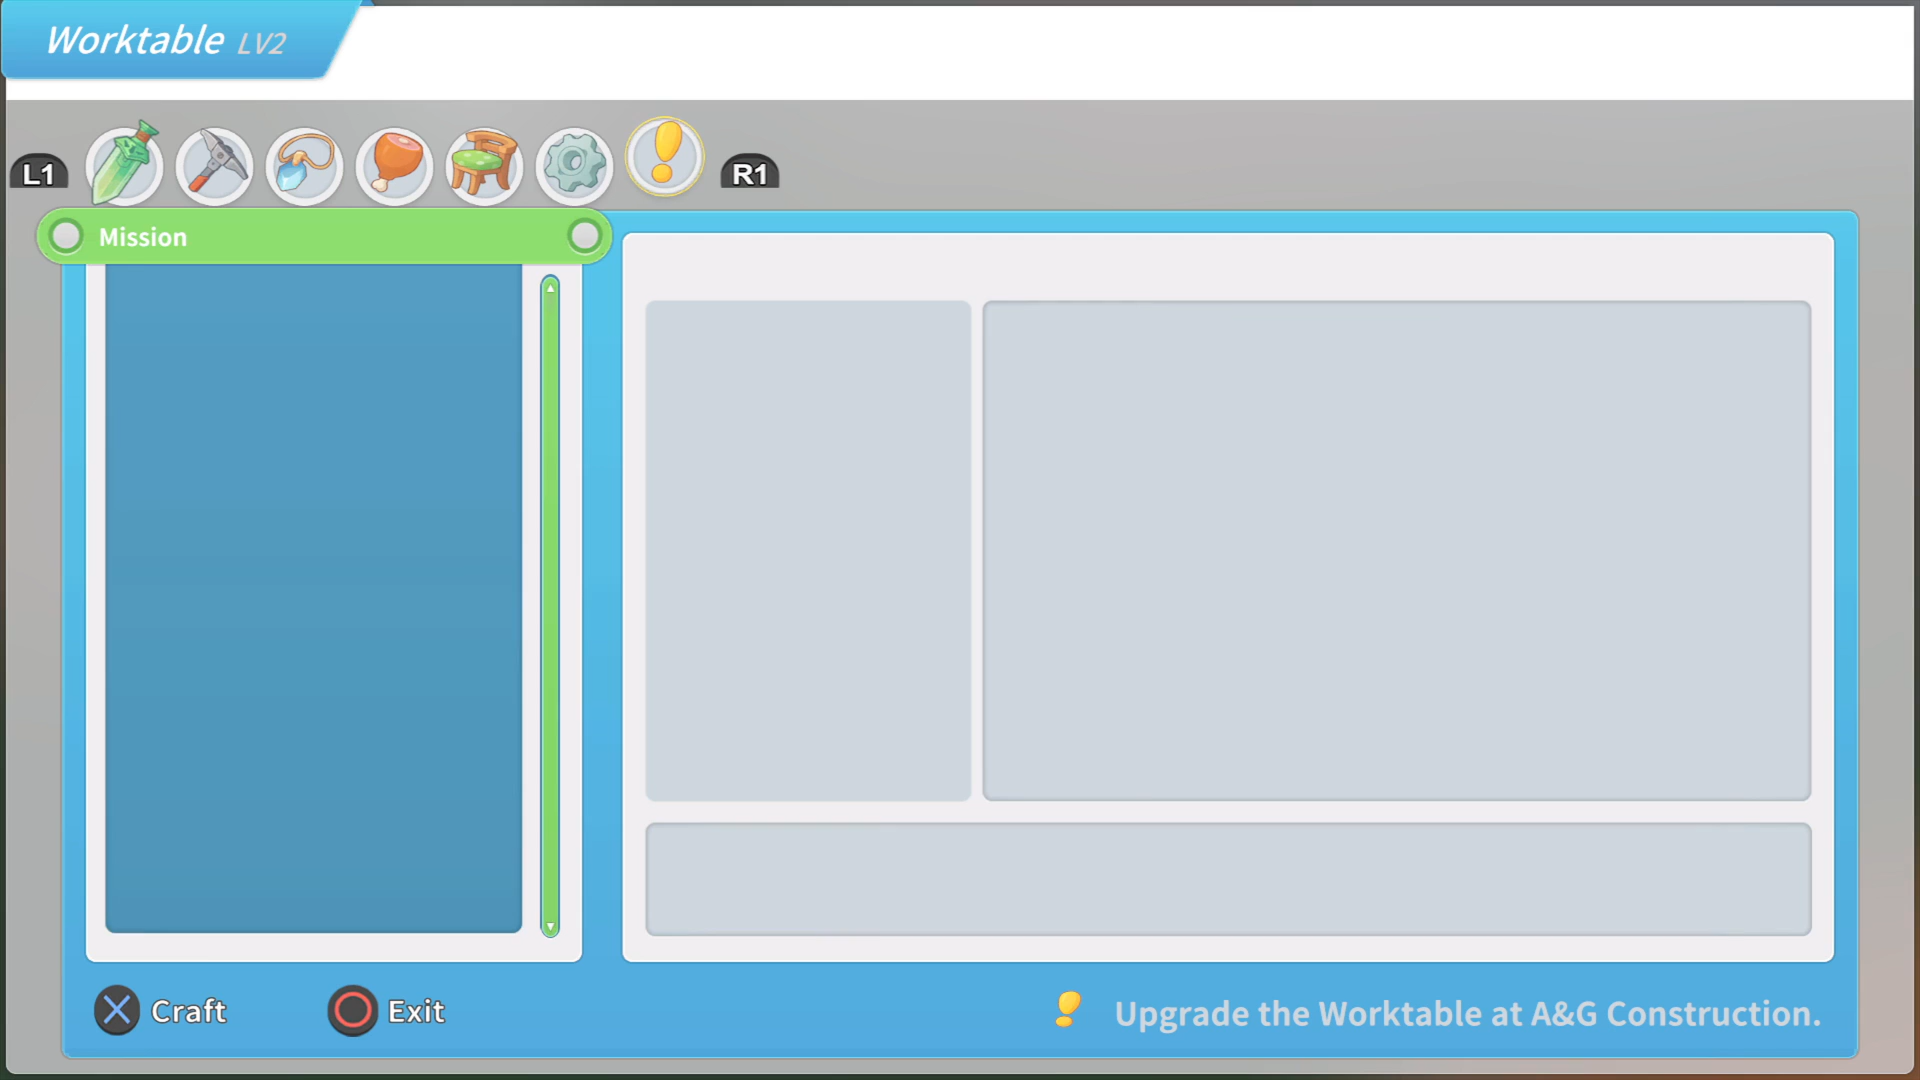 Worktable LV2
L1
R1
Mission
Craft
Exit
Upgrade the Worktable at A&G Construction.